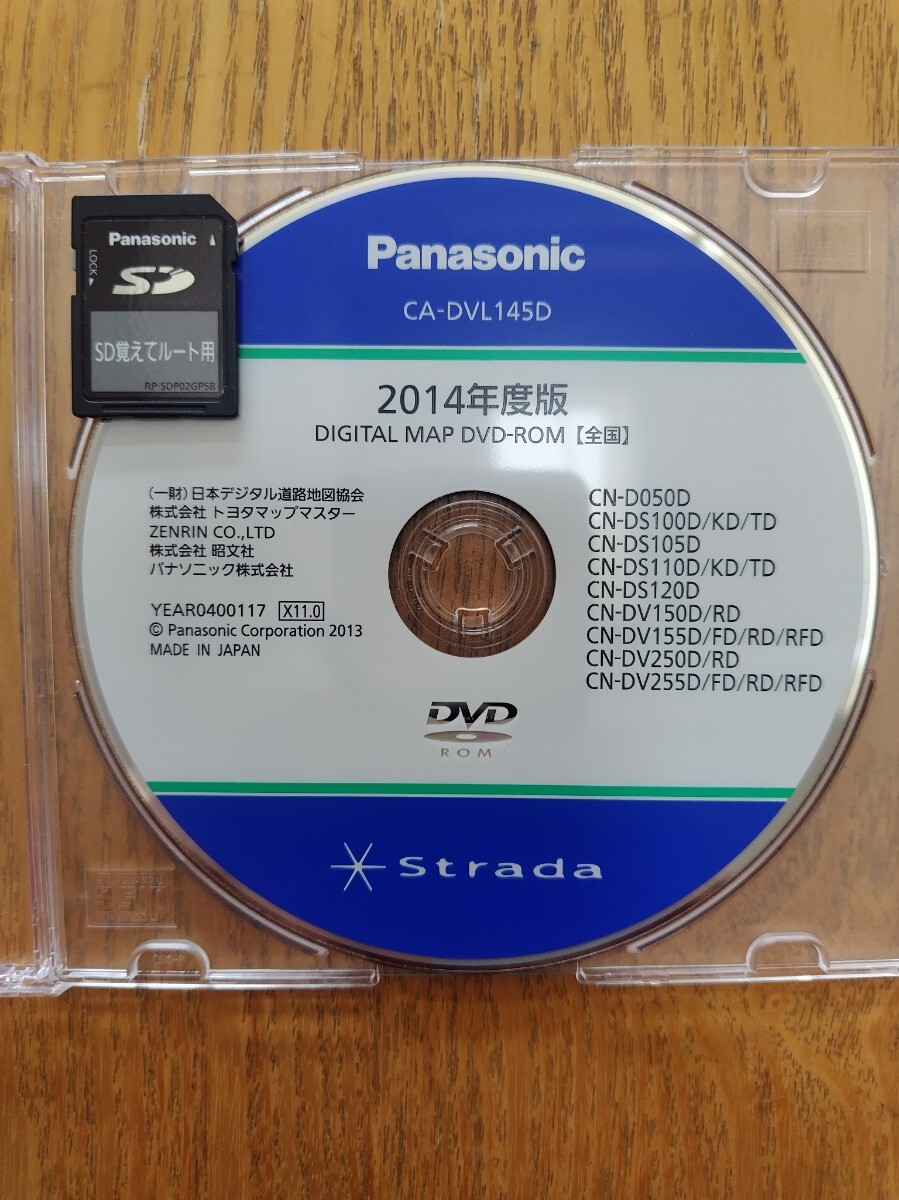 Panasonic
LOCK
SD
SD覚えてルート用
RP-SDP02GPSB
Panasonic
CA-DVL145D
2014年度版
DIGITAL MAP DVD-ROM【全国】
(一財)日本デジタル道路地図協会
株式会社 トヨタマップマスター
ZENRIN CO.,LTD
株式会社 昭文社
パナソニック株式会社
YEAR0400117 X11.0
© Panasonic Corporation 2013
MADE IN JAPAN
CN-D050D
CN-DS100D/KD/TD
CN-DS105D
CN-DS110D/KD/TD
CN-DS120D
CN-DV150D/RD
CN-DV155D/FD/RD/RFD
CN-DV250D/RD
CN-DV255D/FD/RD/RFD
DVD
ROM
Strada